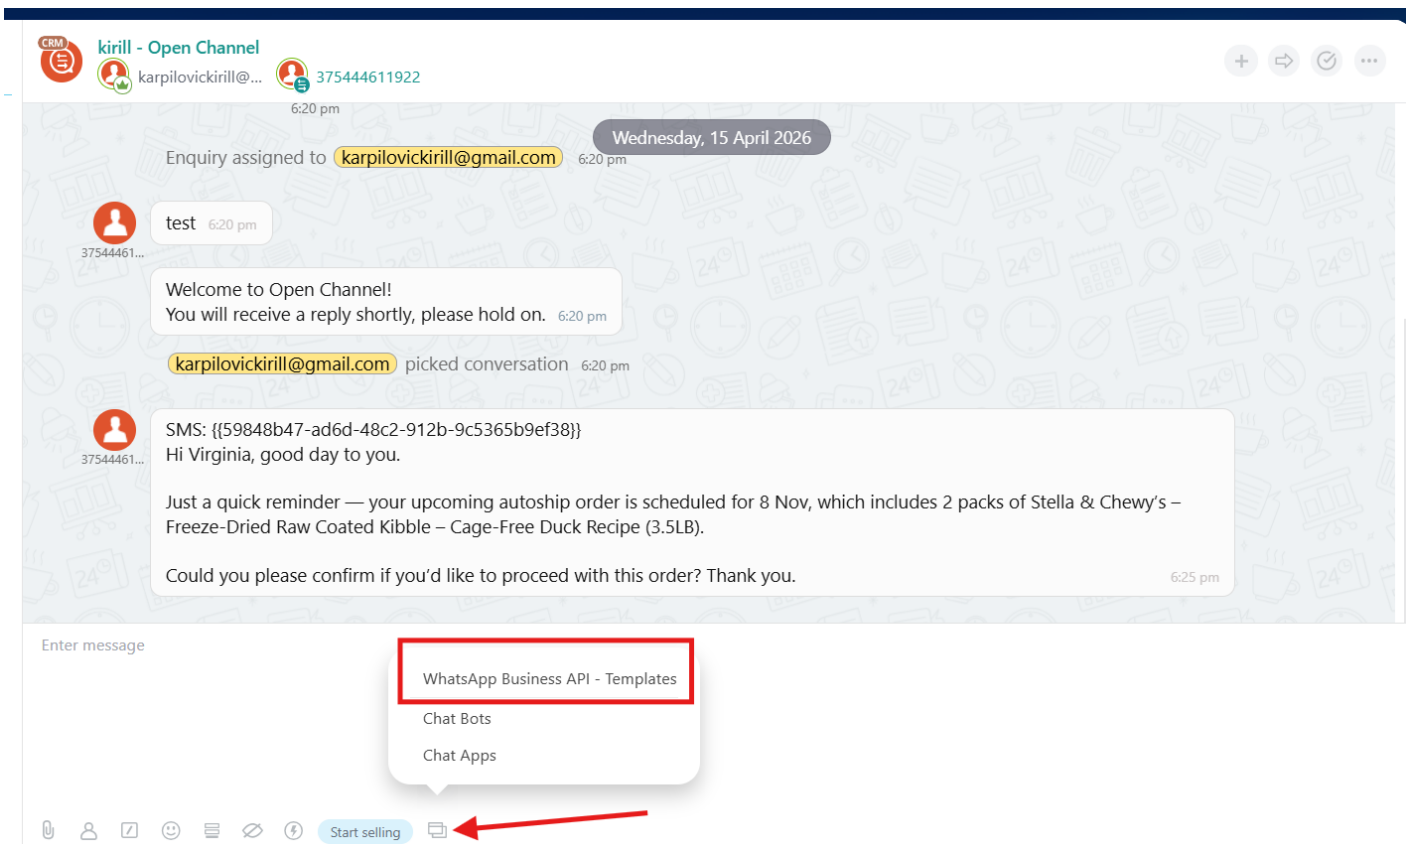 CRM
kirill - Open Channel
karpilovickirill@...
375444611922
6:20 pm
Wednesday, 15 April 2026
Enquiry assigned to karpilovickirill@gmail.com 6:20 pm
test 6:20 pm
37544461...
Welcome to Open Channel!
You will receive a reply shortly, please hold on. 6:20 pm
karpilovickirill@gmail.com picked conversation 6:20 pm
SMS: {{59848b47-ad6d-48c2-912b-9c5365b9ef38}}
37544461...
Hi Virginia, good day to you.
Just a quick reminder — your upcoming autoship order is scheduled for 8 Nov, which includes 2 packs of Stella & Chewy’s –
Freeze-Dried Raw Coated Kibble – Cage-Free Duck Recipe (3.5LB).
Could you please confirm if you’d like to proceed with this order? Thank you. 6:25 pm
Enter message
WhatsApp Business API - Templates
Chat Bots
Chat Apps
Start selling